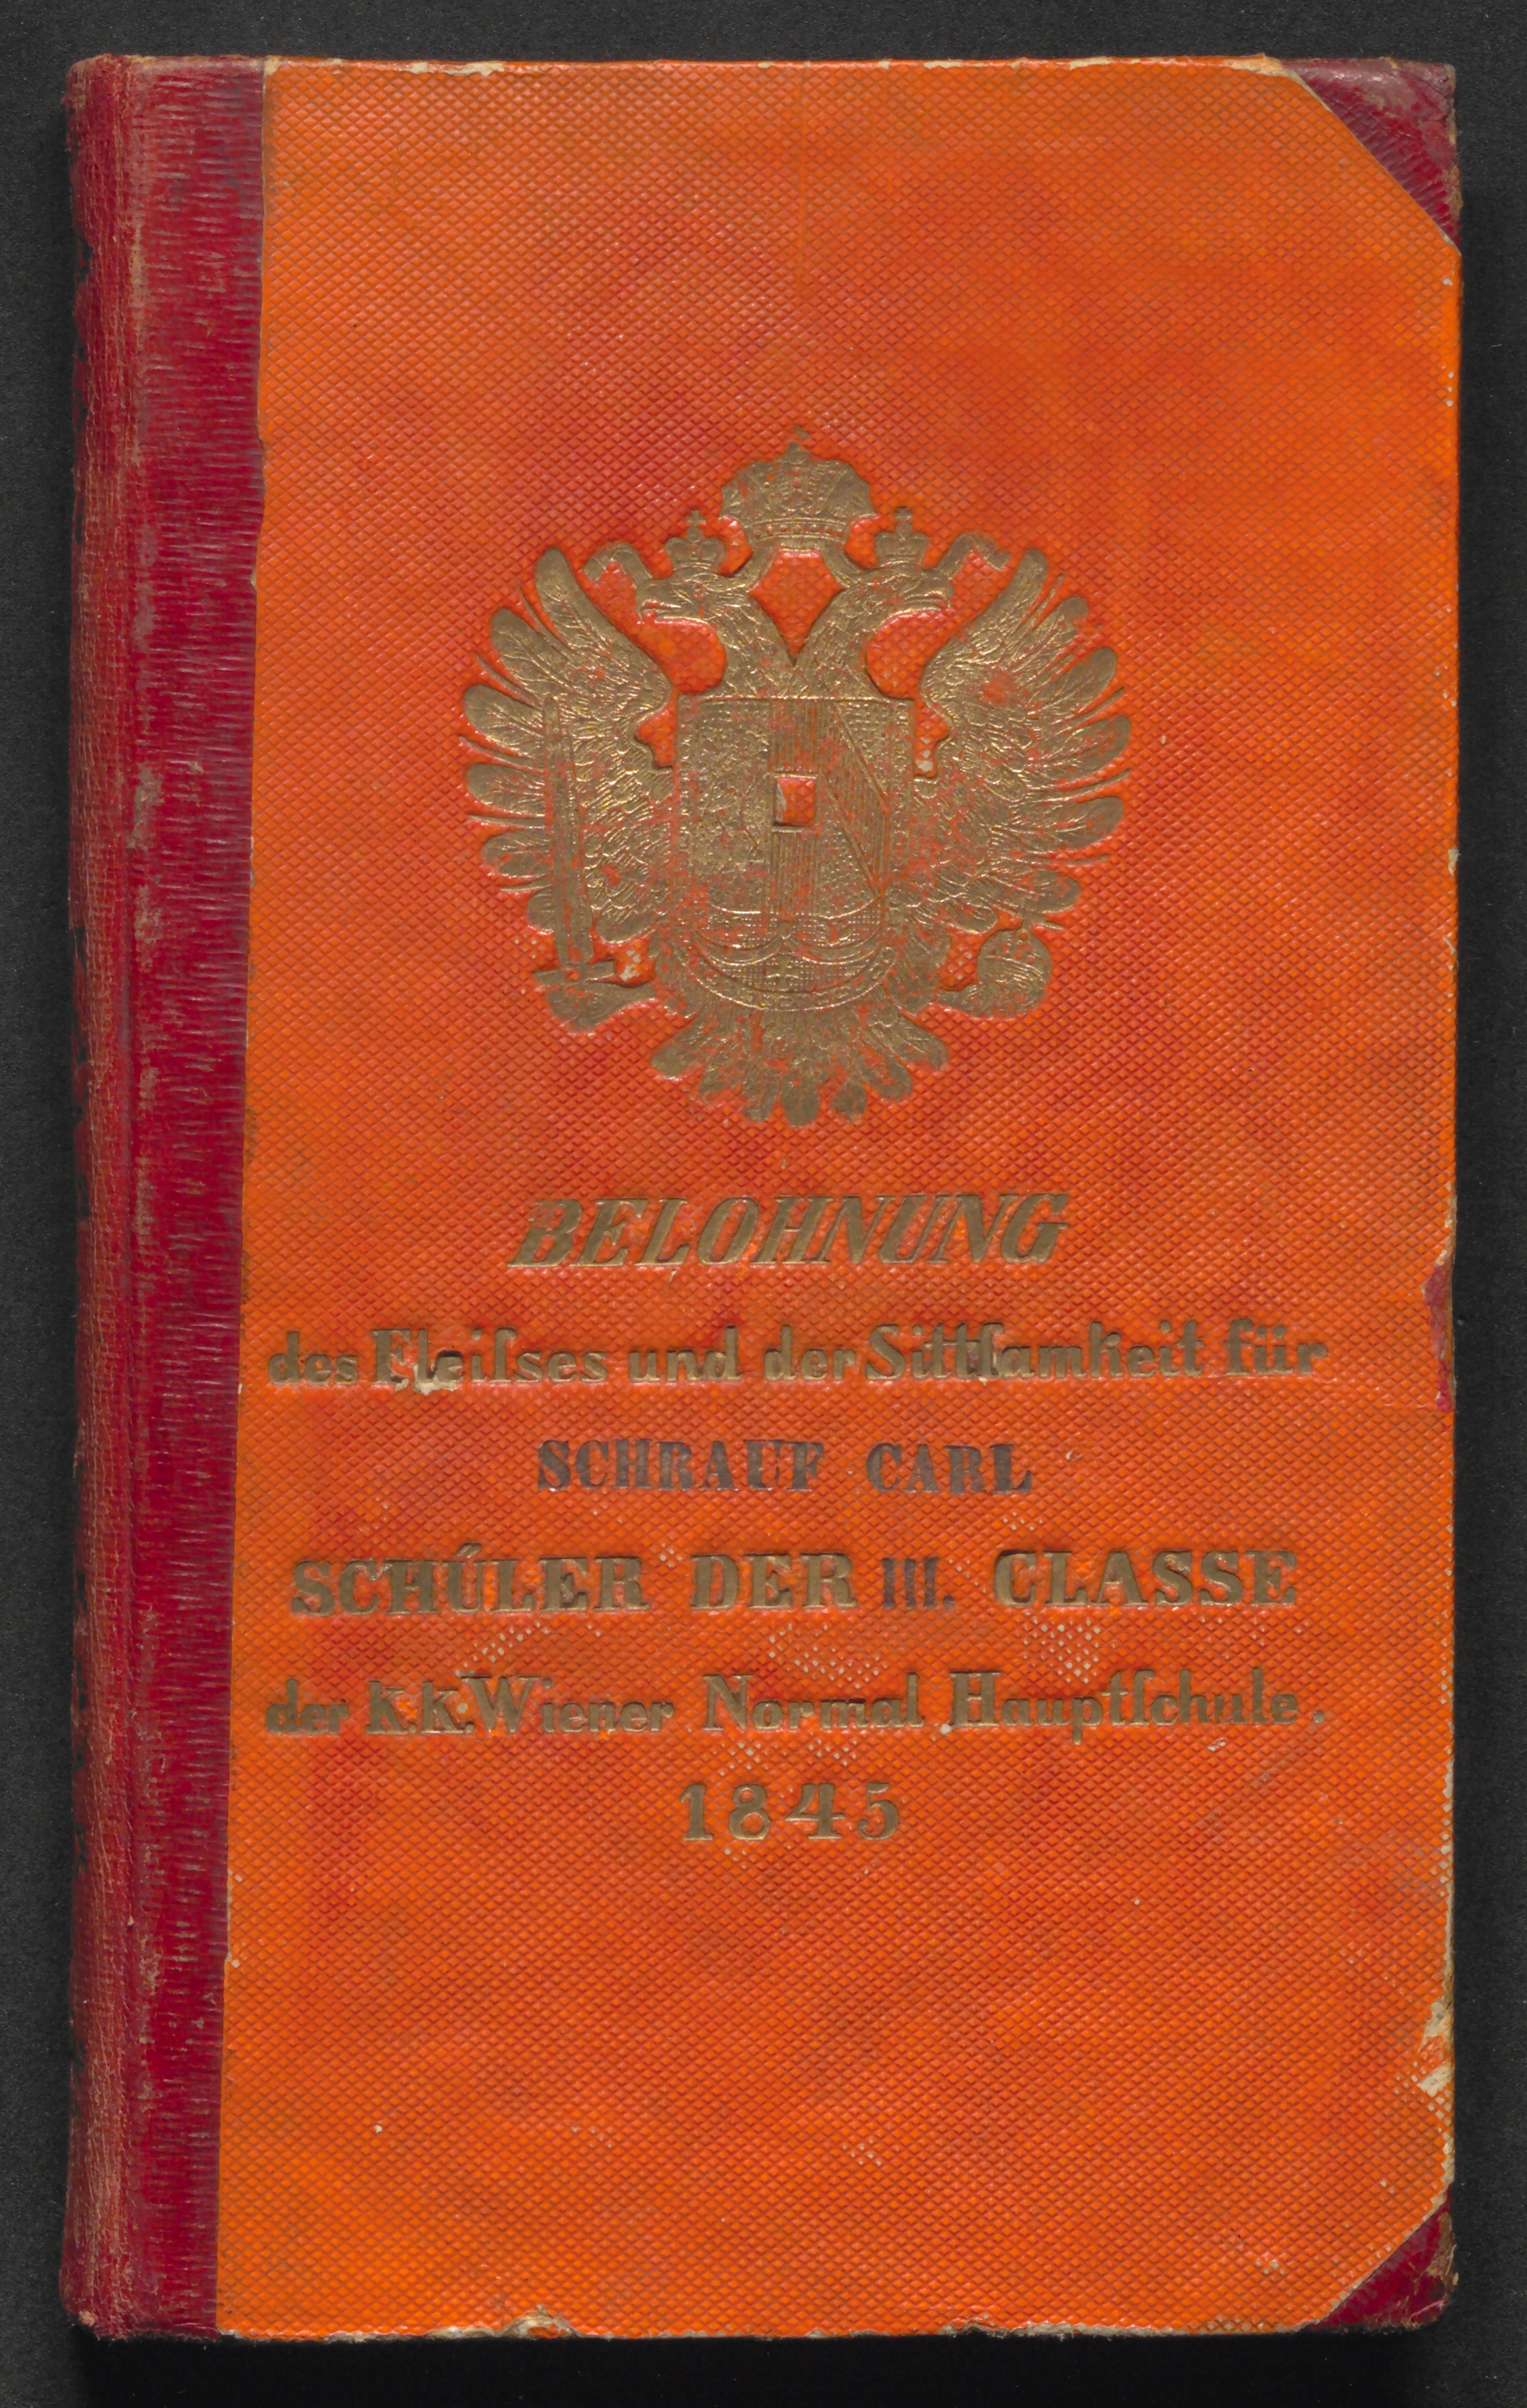 BELOHNUNG
des Fleiſses und der Sittſamkeit für
SCHRAUF CARL
SCHÜLER DER III. CLASSE
der K.K.Wiener Normal Hauptſchule.
1845